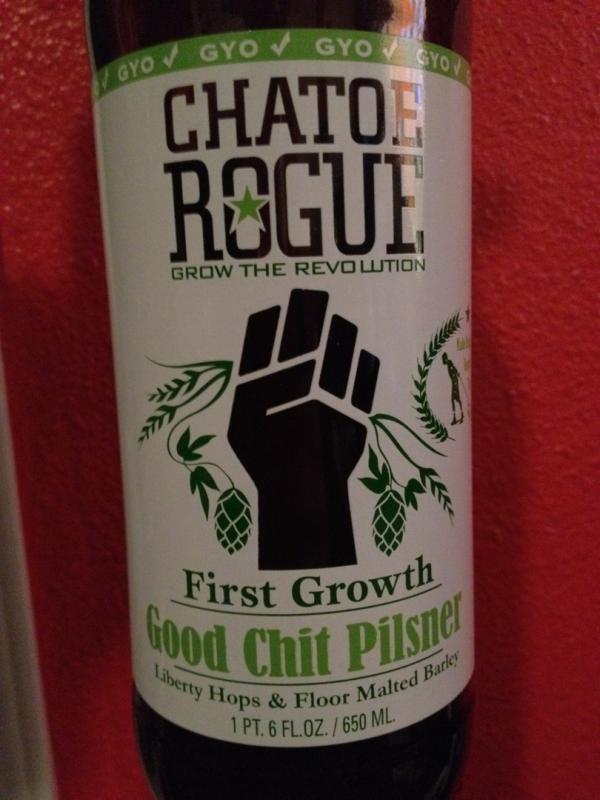 GYO ✓ GYO ✓ GYO ✓ GYO ✓
CHATOE
ROGUE
GROW THE REVOLUTION
First Growth
Good Chit Pilsner
Liberty Hops & Floor Malted Barley
1 PT. 6 FL.OZ. / 650 ML.